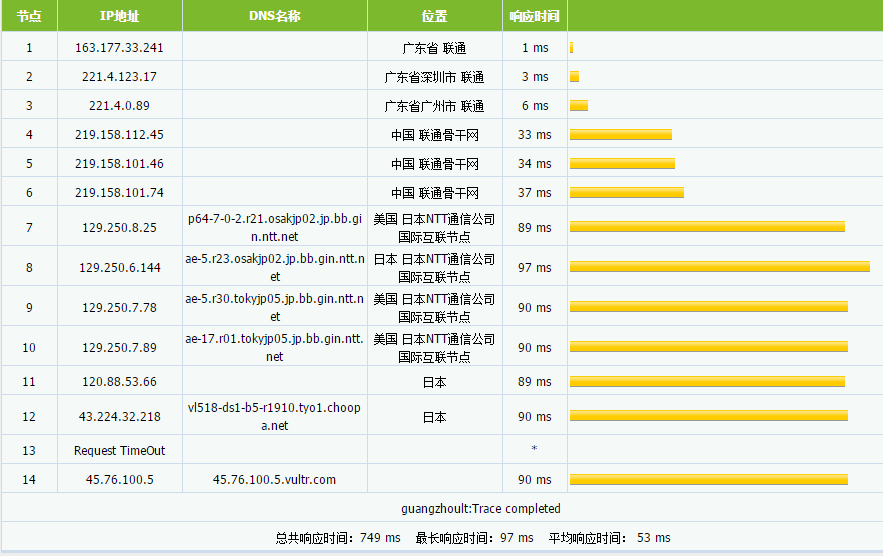 节点 IP地址 DNS名称 位置 响应时间
1 163.177.33.241 广东省 联通 1 ms
2 221.4.123.17 广东省深圳市 联通 3 ms
3 221.4.0.89 广东省广州市 联通 6 ms
4 219.158.112.45 中国 联通骨干网 33 ms
5 219.158.101.46 中国 联通骨干网 34 ms
6 219.158.101.74 中国 联通骨干网 37 ms
p64-7-0-2.r21.osakjp02.jp.bb.gi 美国 日本NTT通信公司
7 129.250.8.25 89 ms
n.ntt.net 国际互联节点
ae-5.r23.osakjp02.jp.bb.gin.ntt.n 日本 日本NTT通信公司
8 129.250.6.144 97 ms
et 国际互联节点
ae-5.r30.tokyjp05.jp.bb.gin.ntt.n 美国 日本NTT通信公司
9 129.250.7.78 90 ms
et 国际互联节点
ae-17.r01.tokyjp05.jp.bb.gin.ntt. 美国 日本NTT通信公司
10 129.250.7.89 90 ms
net 国际互联节点
11 120.88.53.66 日本 89 ms
vl518-ds1-b5-r1910.tyo1.choop
12 43.224.32.218 日本 90 ms
a.net
13 Request TimeOut *
14 45.76.100.5 45.76.100.5.vultr.com 90 ms
guangzhoult:Trace completed
总共响应时间：749 ms 最长响应时间：97 ms 平均响应时间： 53 ms